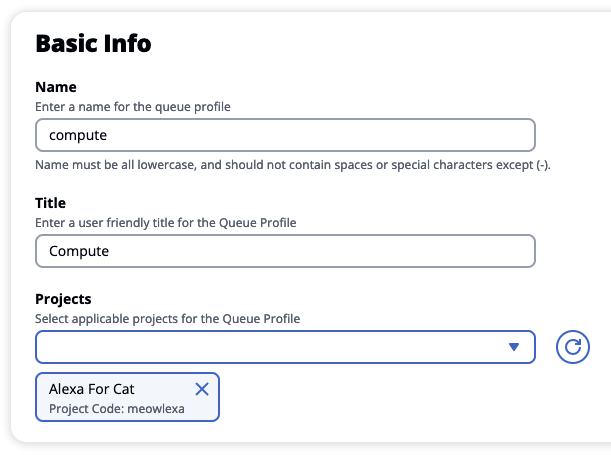 Basic Info
Name
Enter a name for the queue profile
compute
Name must be all lowercase, and should not contain spaces or special characters except (-).
Title
Enter a user friendly title for the Queue Profile
Compute
Projects
Select applicable projects for the Queue Profile
Alexa For Cat
Project Code: meowlexa